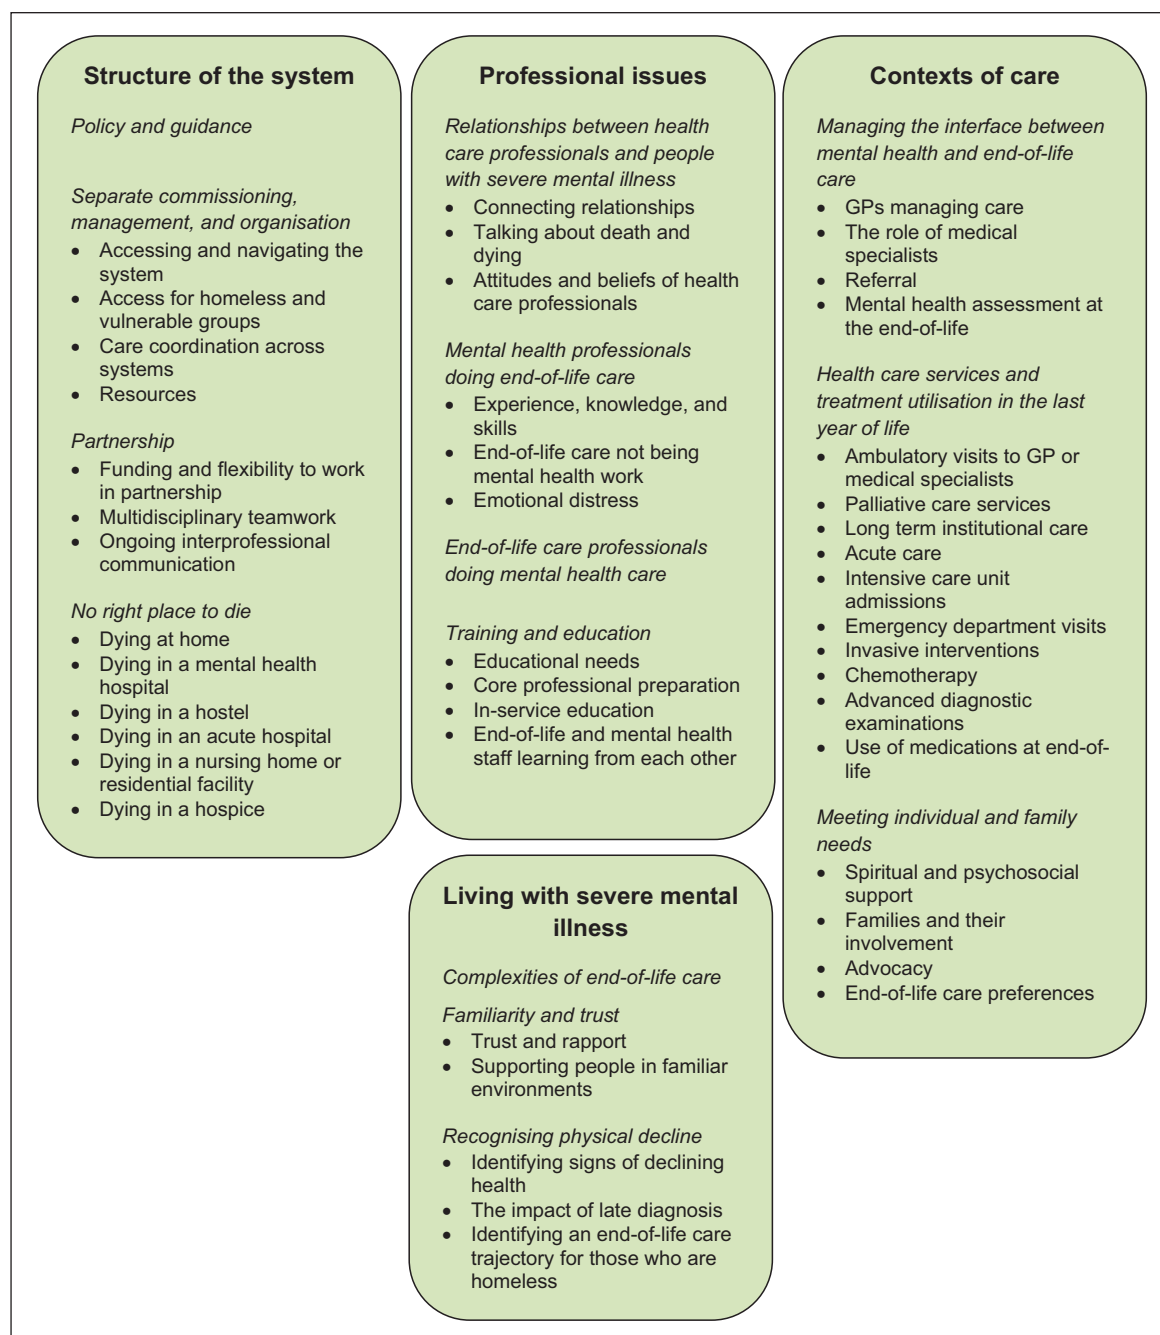 Structure of the system
Policy and guidance
Separate commissioning,
management, and organisation
• Accessing and navigating the
system
• Access for homeless and
vulnerable groups
• Care coordination across
systems
• Resources
Partnership
• Funding and flexibility to work
in partnership
• Multidisciplinary teamwork
• Ongoing interprofessional
communication
No right place to die
• Dying at home
• Dying in a mental health
hospital
• Dying in a hostel
• Dying in an acute hospital
• Dying in a nursing home or
residential facility
• Dying in a hospice
Professional issues
Relationships between health
care professionals and people
with severe mental illness
• Connecting relationships
• Talking about death and
dying
• Attitudes and beliefs of health
care professionals
Mental health professionals
doing end-of-life care
• Experience, knowledge, and
skills
• End-of-life care not being
mental health work
• Emotional distress
End-of-life care professionals
doing mental health care
Training and education
• Educational needs
• Core professional preparation
• In-service education
• End-of-life and mental health
staff learning from each other
Contexts of care
Managing the interface between
mental health and end-of-life
care
• GPs managing care
• The role of medical
specialists
• Referral
• Mental health assessment at
the end-of-life
Health care services and
treatment utilisation in the last
year of life
• Ambulatory visits to GP or
medical specialists
• Palliative care services
• Long term institutional care
• Acute care
• Intensive care unit
admissions
• Emergency department visits
• Invasive interventions
• Chemotherapy
• Advanced diagnostic
examinations
• Use of medications at end-of-
life
Meeting individual and family
needs
• Spiritual and psychosocial
support
• Families and their
involvement
• Advocacy
• End-of-life care preferences
Living with severe mental
illness
Complexities of end-of-life care
Familiarity and trust
• Trust and rapport
• Supporting people in familiar
environments
Recognising physical decline
• Identifying signs of declining
health
• The impact of late diagnosis
• Identifying an end-of-life care
trajectory for those who are
homeless